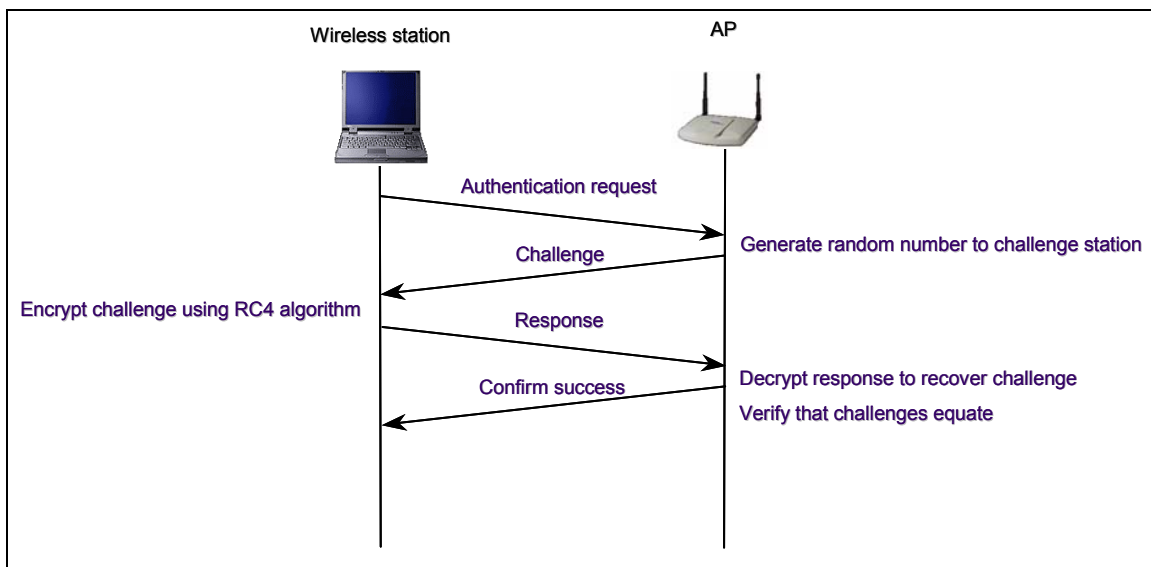 Wireless station
AP
Authentication request
Generate random number to challenge station
Challenge
Encrypt challenge using RC4 algorithm
Response
Decrypt response to recover challenge
Confirm success
Verify that challenges equate